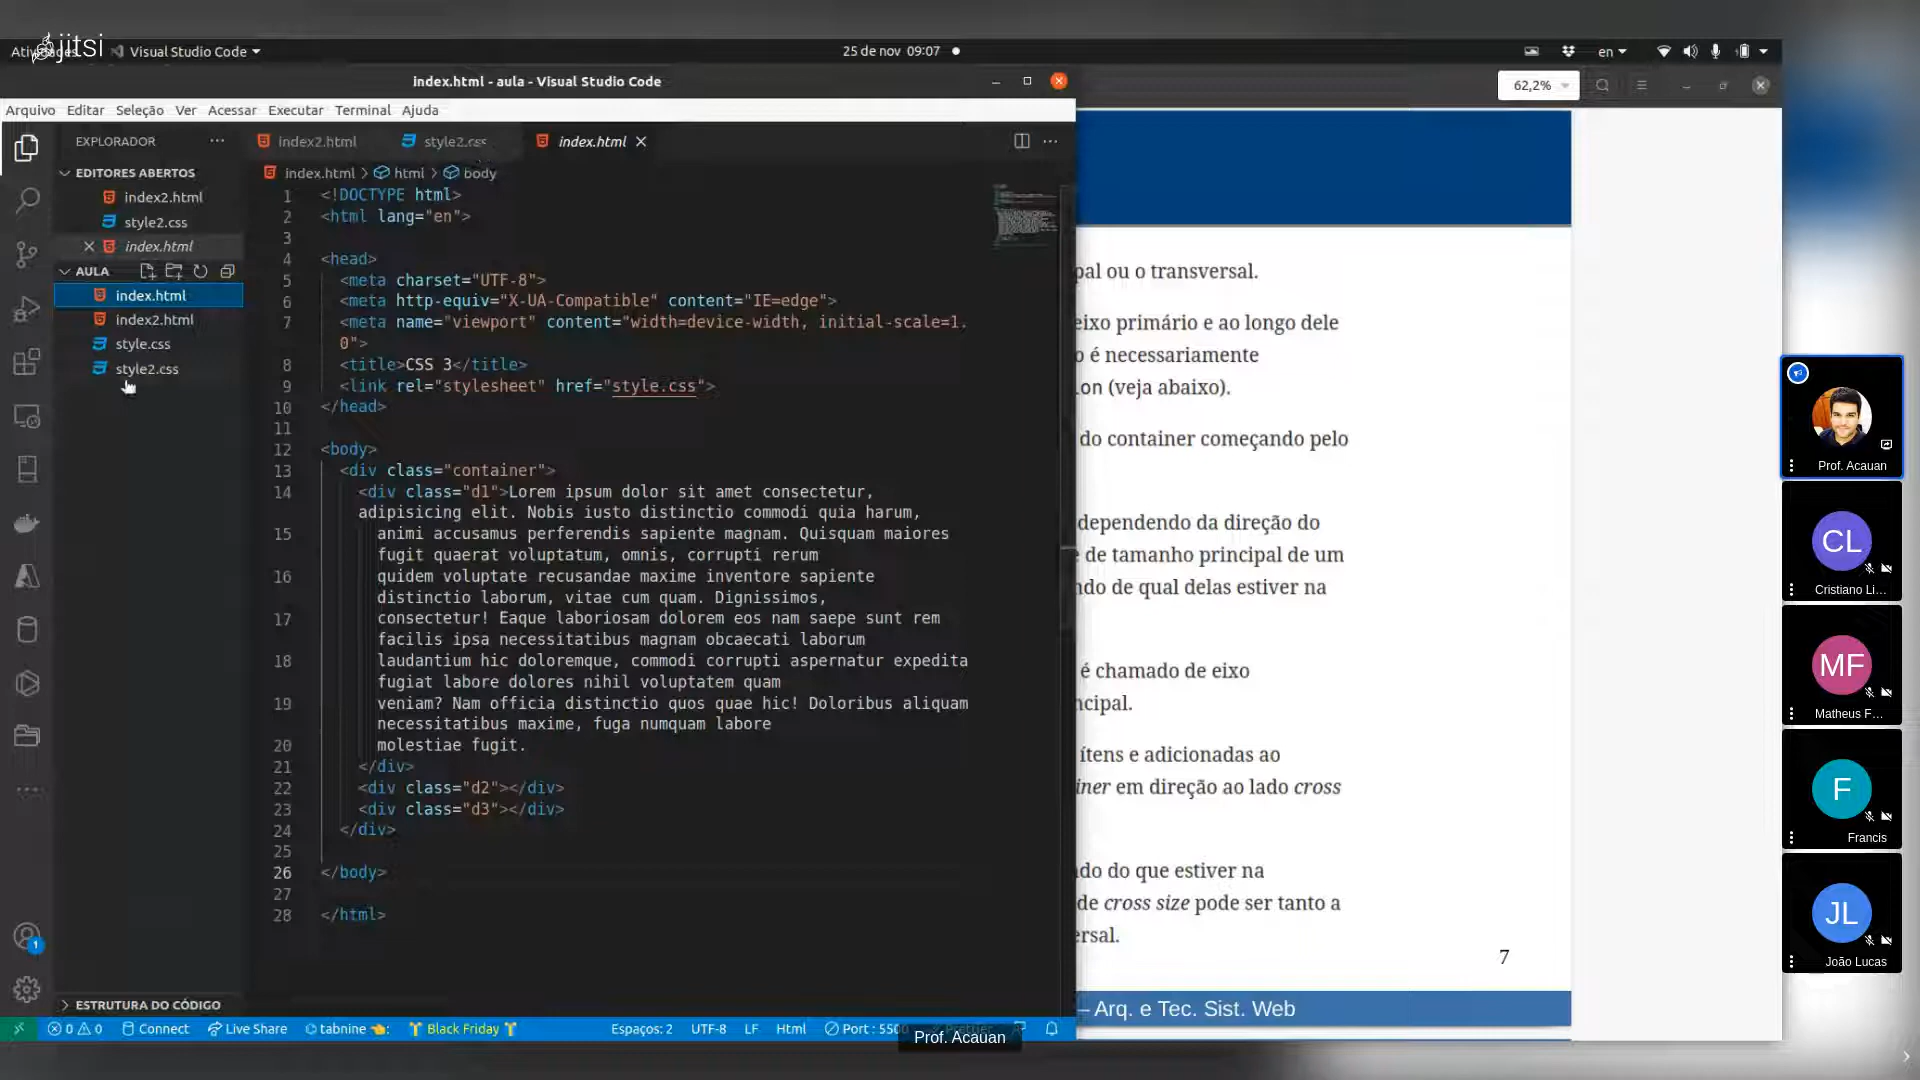 jitsi
Visual Studio Code
25 de nov 09:07
en
index.html - aula - Visual Studio Code
62,2%
Arquivo Editar Seleção Ver Acessar Executar Terminal Ajuda
EXPLORADOR
index2.html
style2.css
index.html
EDITORES ABERTOS
index2.html
style2.css
index.html
AULA
index.html
index2.html
style.css
style2.css
index.html > html > body
1 <!DOCTYPE html>
2 <html lang="en">
3
4 <head>
5 <meta charset="UTF-8">
6 <meta http-equiv="X-UA-Compatible" content="IE=edge">
7 <meta name="viewport" content="width=device-width, initial-scale=1.
0">
8 <title>CSS 3</title>
9 <link rel="stylesheet" href="style.css">
10 </head>
11
12 <body>
13 <div class="container">
14 <div class="d1">Lorem ipsum dolor sit amet consectetur,
adipisicing elit. Nobis iusto distinctio commodi quia harum,
15 animi accusamus perferendis sapiente magnam. Quisquam maiores
fugit quaerat voluptatum, omnis, corrupti rerum
16 quidem voluptate recusandae maxime inventore sapiente
distinctio laborum, vitae cum quam. Dignissimos,
17 consectetur! Eaque laboriosam dolorem eos nam saepe sunt rem
facilis ipsa necessitatibus magnam obcaecati laborum
18 laudantium hic doloremque, commodi corrupti aspernatur expedita
fugiat labore dolores nihil voluptatem quam
19 veniam? Nam officia distinctio quos quae hic! Doloribus aliquam
necessitatibus maxime, fuga numquam labore
20 molestiae fugit.
21 </div>
22 <div class="d2"></div>
23 <div class="d3"></div>
24 </div>
25
26 </body>
27
28 </html>
ESTRUTURA DO CÓDIGO
0 0 Connect Live Share tabnine Black Friday
Espaços: 2 UTF-8 LF Html Port : 5500
Prof. Acauan
pal ou o transversal.
eixo primário e ao longo dele
o é necessariamente
on (veja abaixo).
do container começando pelo
dependendo da direção do
de tamanho principal de um
ndo de qual delas estiver na
é chamado de eixo
ncipal.
ítens e adicionadas ao
iner em direção ao lado cross
do do que estiver na
de cross size pode ser tanto a
ersal.
7
– Arq. e Tec. Sist. Web
Prof. Acauan
CL
Cristiano Li...
MF
Matheus F...
F
Francis
JL
João Lucas
1